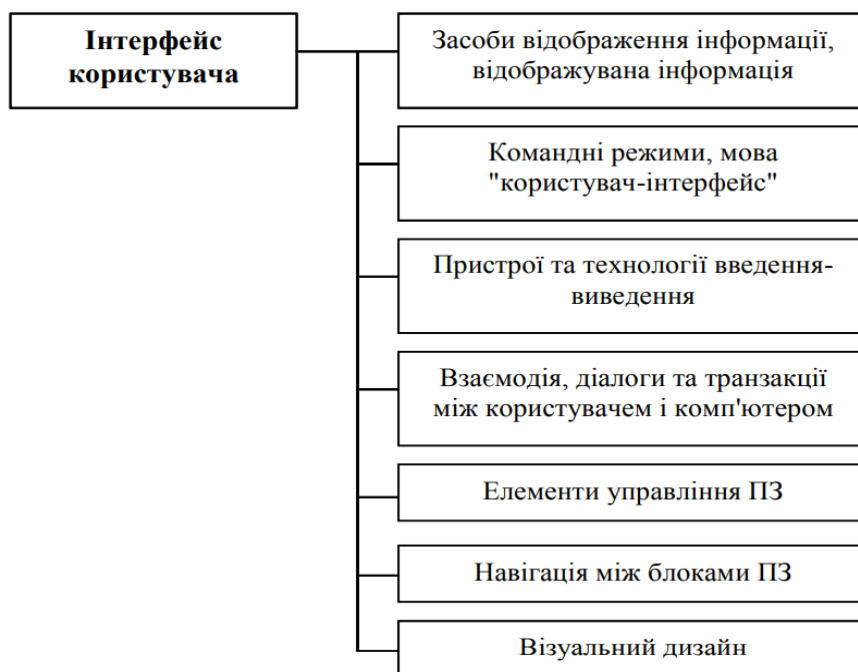 Інтерфейс
користувача
Засоби відображення інформації,
відображувана інформація
Командні режими, мова
"користувач-інтерфейс"
Пристрої та технології введення-
виведення
Взаємодія, діалоги та транзакції
між користувачем і комп'ютером
Елементи управління ПЗ
Навігація між блоками ПЗ
Візуальний дизайн